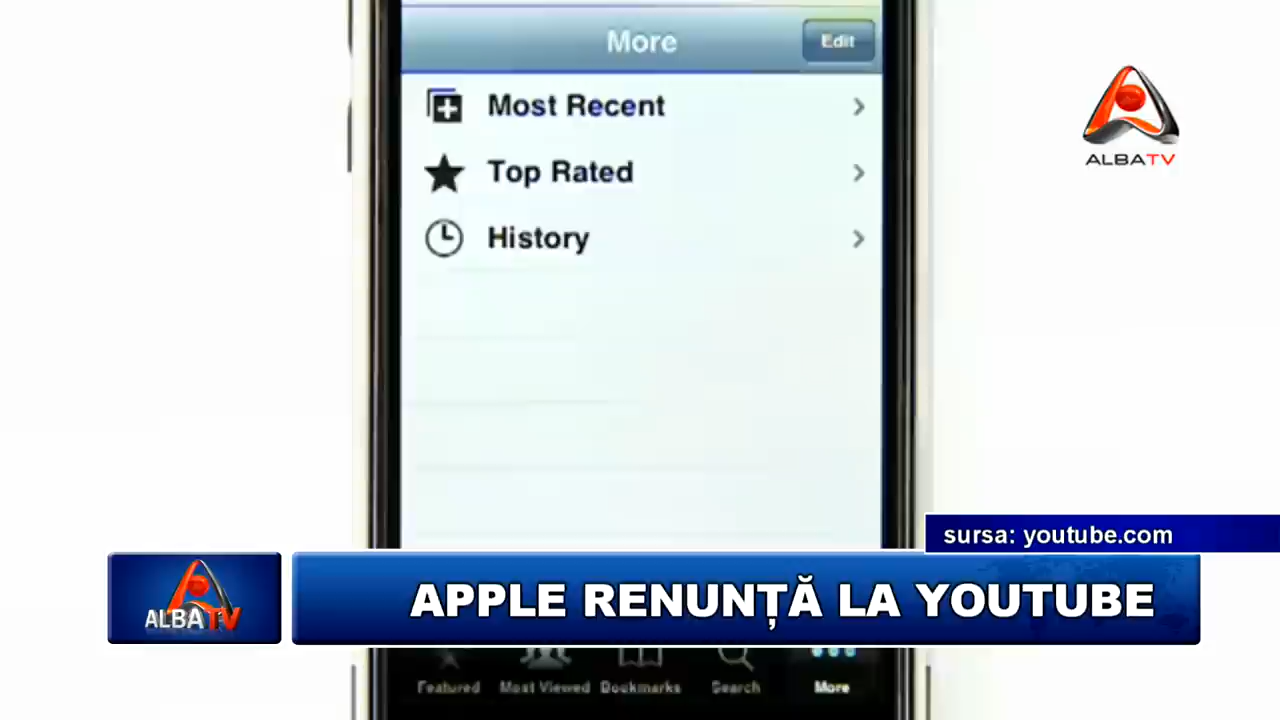 More
Edit
Most Recent
Top Rated
History
ALBATV
sursa: youtube.com
ALBATV
APPLE RENUNȚĂ LA YOUTUBE
Featured
Most Viewed
Bookmarks
Search
More